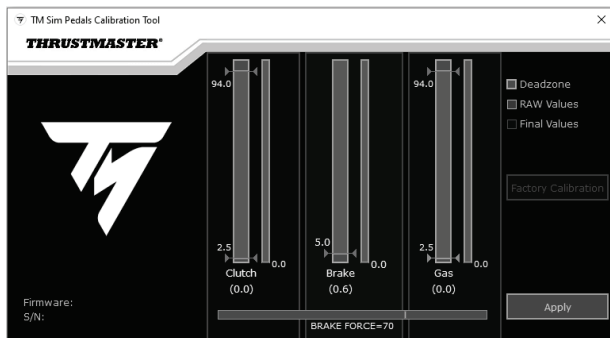 TM Sim Pedals Calibration Tool
THRUSTMASTER®
94.0
2.5
0.0
Clutch
(0.0)
5.0
0.0
Brake
(0.6)
94.0
2.5
0.0
Gas
(0.0)
BRAKE FORCE=70
Deadzone
RAW Values
Final Values
Factory Calibration
Apply
Firmware:
S/N: